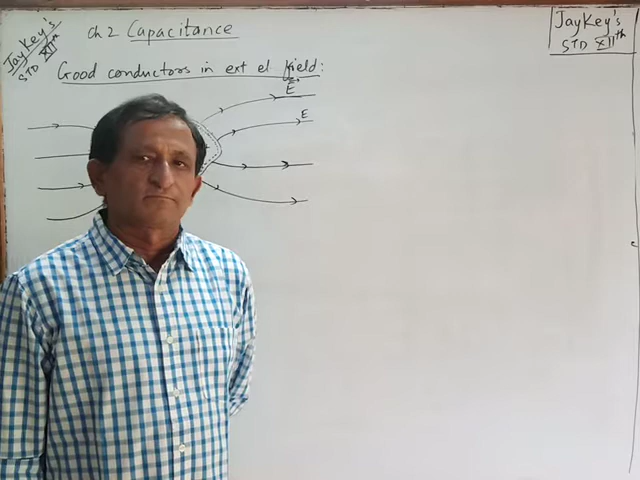 JayKey's
STD XIIth
Ch 2 Capacitance
JayKey's
STD XIIth
Good conductors in ext el field:
E
E